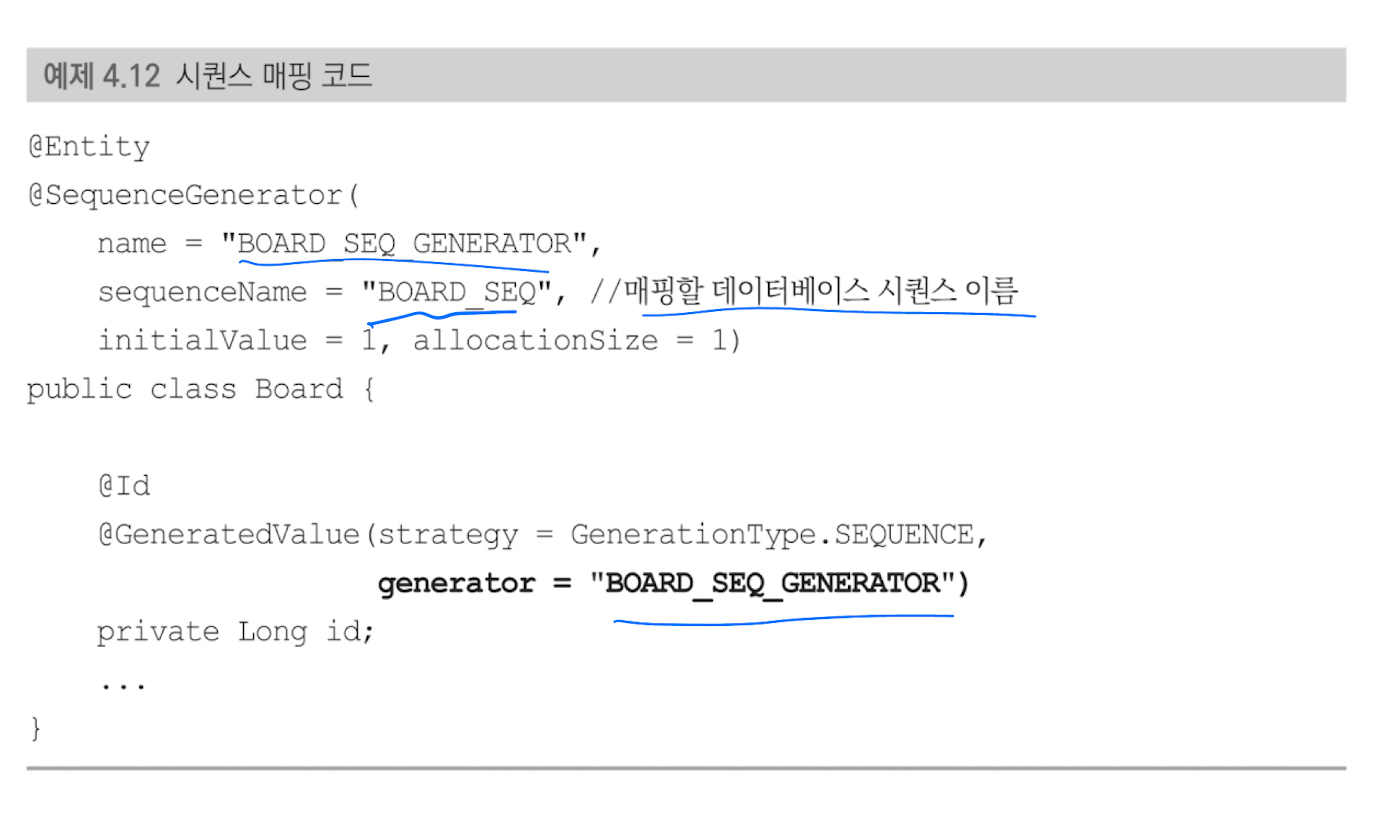 예제 4.12 시퀀스 매핑 코드
@Entity
@SequenceGenerator(
name = "BOARD_SEQ_GENERATOR",
sequenceName = "BOARD_SEQ", //매핑할 데이터베이스 시퀀스 이름
initialValue = 1, allocationSize = 1)
public class Board {
@Id
@GeneratedValue(strategy = GenerationType.SEQUENCE,
generator = "BOARD_SEQ_GENERATOR")
private Long id;
...
}